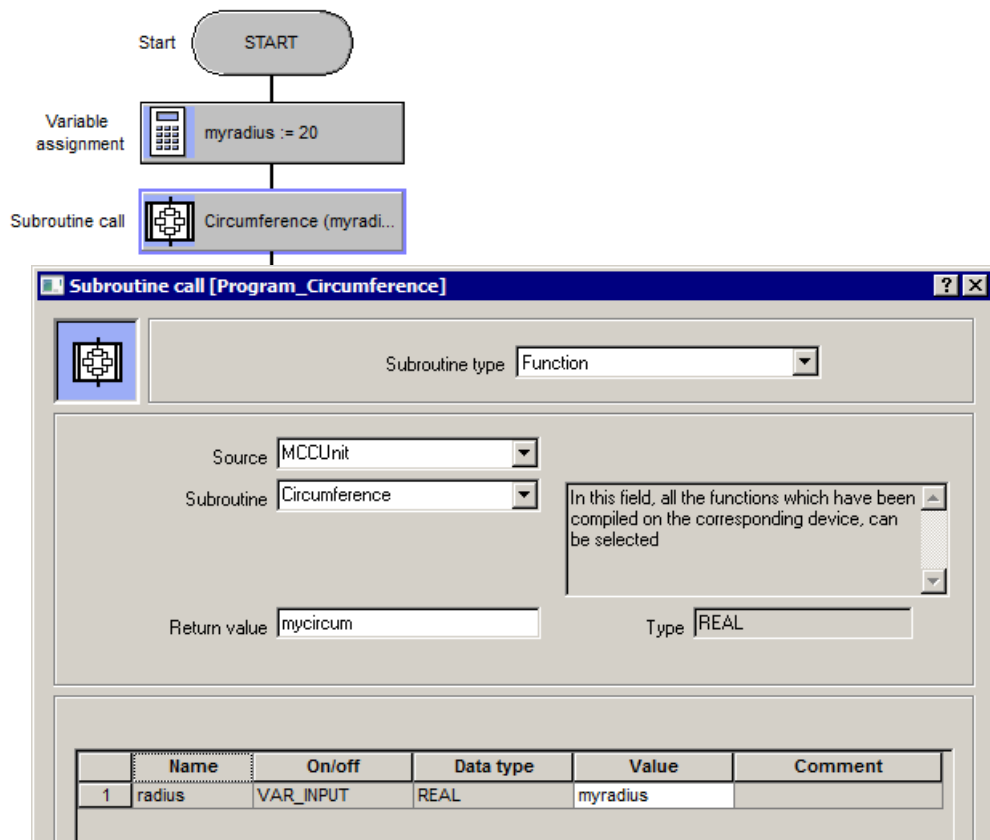 Start
START
Variable
assignment
myradius := 20
Subroutine call
Circumference (myradi...
Subroutine call [Program_Circumference]
Subroutine type
Function
Source
MCCUnit
Subroutine
Circumference
In this field, all the functions which have been
compiled on the corresponding device, can
be selected
Return value
mycircum
Type
REAL
Name On/off Data type Value Comment
1 radius VAR_INPUT REAL myradius